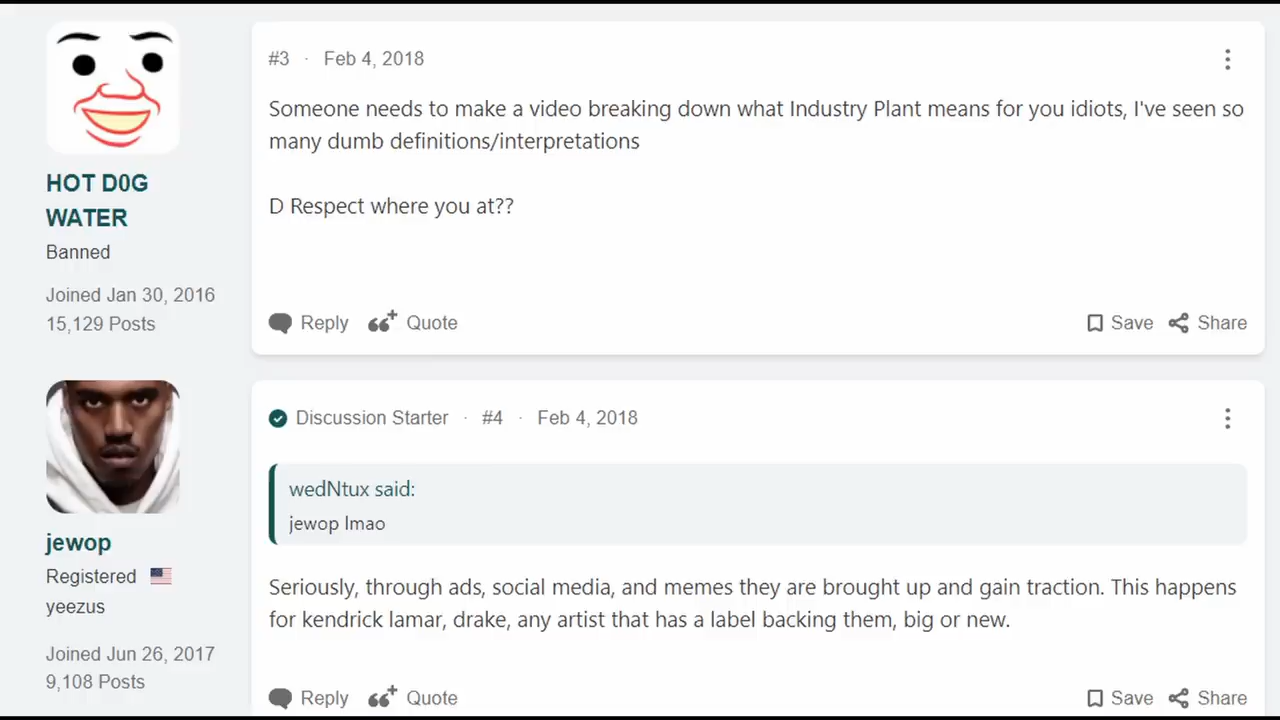 #3 · Feb 4, 2018
Someone needs to make a video breaking down what Industry Plant means for you idiots, I've seen so
many dumb definitions/interpretations
D Respect where you at??
HOT D0G
WATER
Banned
Joined Jan 30, 2016
15,129 Posts
Reply Quote Save Share
Discussion Starter · #4 · Feb 4, 2018
wedNtux said:
jewop lmao
Seriously, through ads, social media, and memes they are brought up and gain traction. This happens
for kendrick lamar, drake, any artist that has a label backing them, big or new.
jewop
Registered
yeezus
Joined Jun 26, 2017
9,108 Posts
Reply Quote Save Share